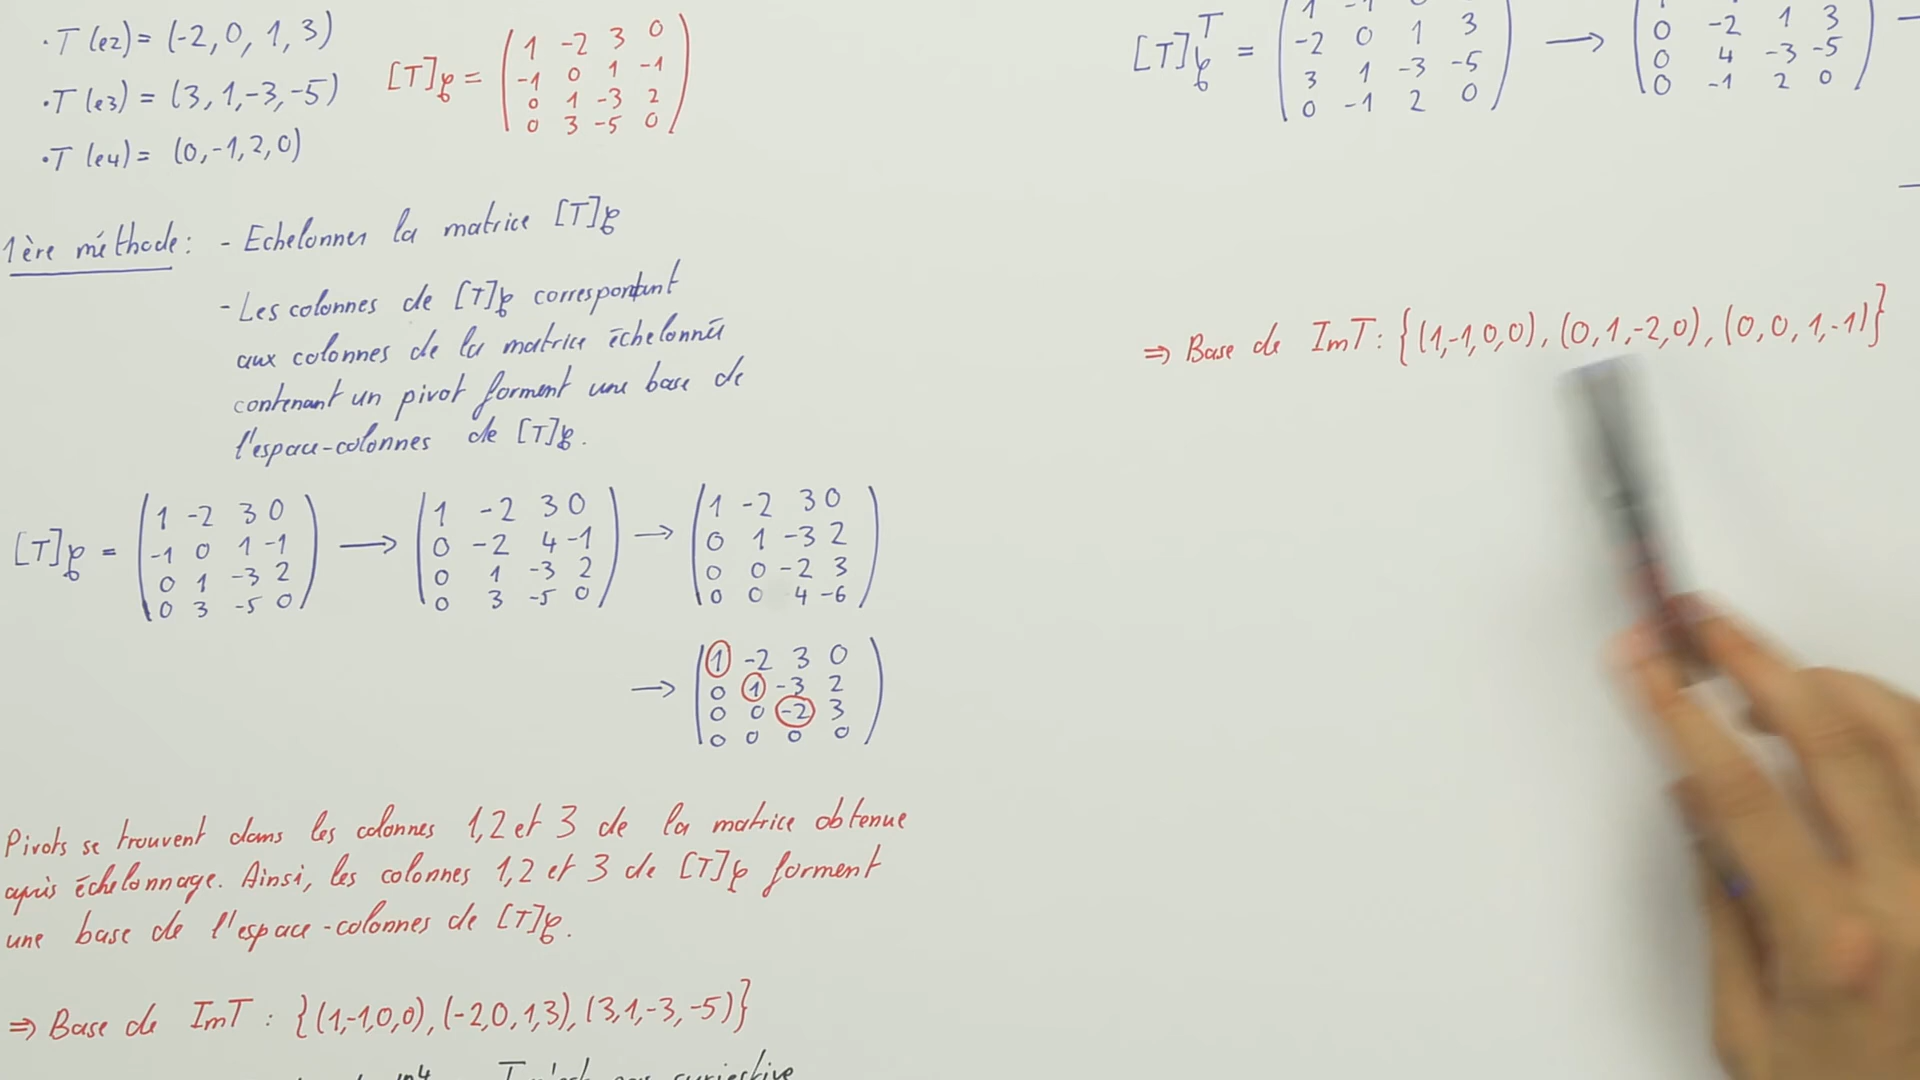 · T(e2) = (-2, 0, 1, 3)
· T(e3) = (3, 1, -3, -5)
· T(e4) = (0, -1, 2, 0)
[T]𝒞 =
1 -2 3 0
-1 0 1 -1
0 1 -3 2
0 3 -5 0
1ère méthode : - Echelonner la matrice [T]𝒞
- Les colonnes de [T]𝒞 correspontant
aux colonnes de la matrice échelonnée
contenant un pivot forment une base de
l'espace-colonnes de [T]𝒞.
[T]𝒞 =
1 -2 3 0
-1 0 1 -1
0 1 -3 2
0 3 -5 0
→
1 -2 3 0
0 -2 4 -1
0 1 -3 2
0 3 -5 0
→
1 -2 3 0
0 1 -3 2
0 0 -2 3
0 0 4 -6
→
1 -2 3 0
0 1 -3 2
0 0 -2 3
0 0 0 0
Pivots se trouvent dans les colonnes 1, 2 et 3 de la matrice obtenue
après échelonnage. Ainsi, les colonnes 1, 2 et 3 de [T]𝒞 forment
une base de l'espace-colonnes de [T]𝒞.
⇒ Base de ImT : {(1,-1,0,0), (-2,0,1,3), (3,1,-3,-5)}
[T]𝒞ᵀ =
-2 0 1 3
3 1 -3 -5
0 -1 2 0
→
0 -2 1 3
0 4 -3 -5
0 -1 2 0
⇒ Base de ImT : {(1,-1,0,0), (0,1,-2,0), (0,0,1,-1)}